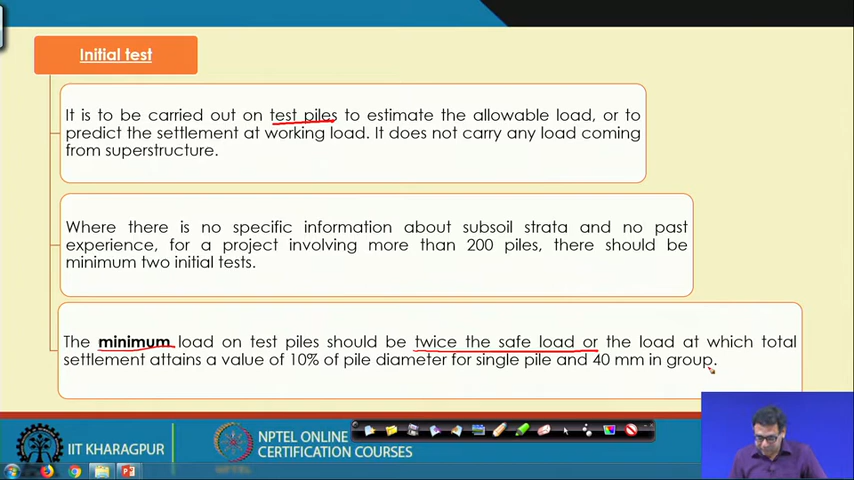 Initial test
It is to be carried out on test piles to estimate the allowable load, or to
predict the settlement at working load. It does not carry any load coming
from superstructure.
Where there is no specific information about subsoil strata and no past
experience, for a project involving more than 200 piles, there should be
minimum two initial tests.
The minimum load on test piles should be twice the safe load or the load at which total
settlement attains a value of 10% of pile diameter for single pile and 40 mm in group.
IIT KHARAGPUR
NPTEL ONLINE
CERTIFICATION COURSES
NPTEL